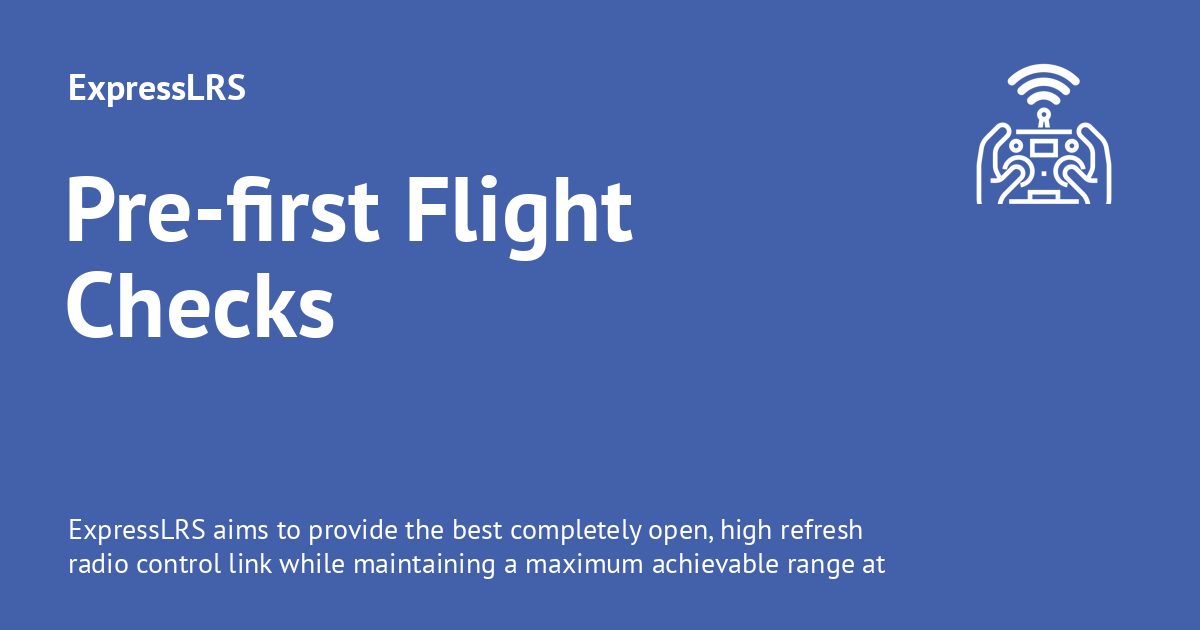 ExpressLRS
Pre-first Flight
Checks
ExpressLRS aims to provide the best completely open, high refresh
radio control link while maintaining a maximum achievable range at